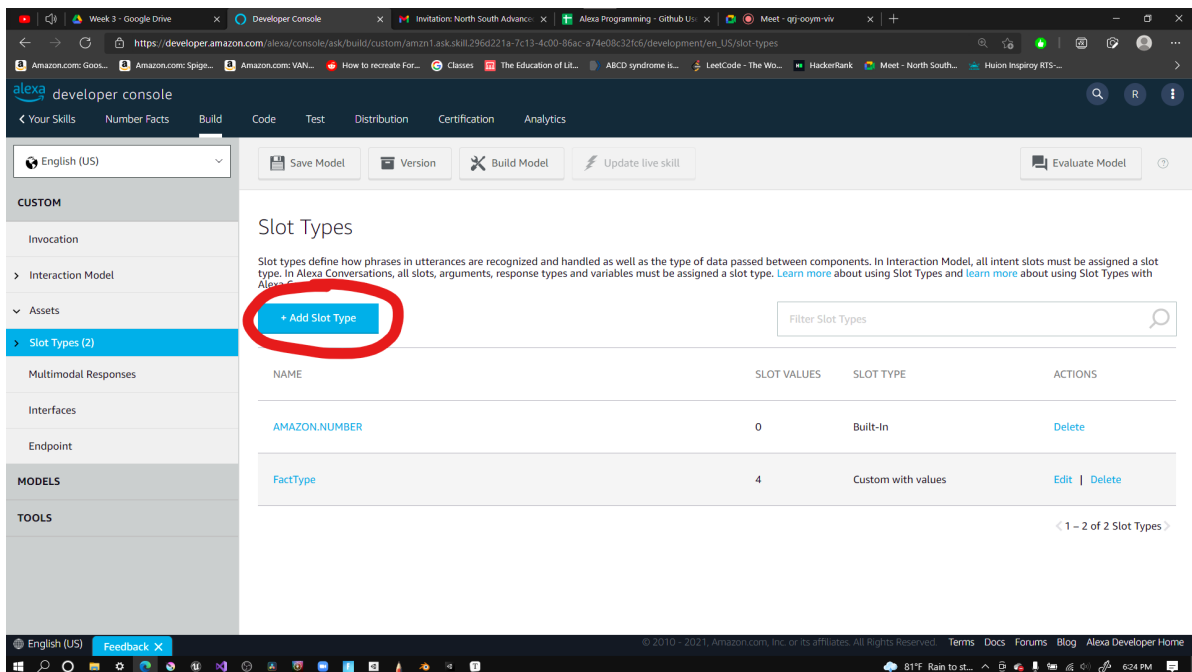 Week 3 - Google Drive
Developer Console
Invitation: North South Advance
Alexa Programming - Github Us
Meet - qrj-ooym-viv
https://developer.amazon.com/alexa/console/ask/build/custom/amzn1.ask.skill.296d221a-7c13-4c00-86ac-a74e08c32fc6/development/en_US/slot-types
Amazon.com: Goos...
Amazon.com: Spige...
Amazon.com: VAN...
How to recreate For...
Classes
The Education of Lit...
ABCD syndrome is...
LeetCode - The Wo...
HackerRank
Meet - North South...
Huion Inspiroy RTS-...
alexa developer console
R
Your Skills
Number Facts
Build
Code
Test
Distribution
Certification
Analytics
English (US)
Save Model
Version
Build Model
Update live skill
Evaluate Model
CUSTOM
Invocation
Interaction Model
Assets
Slot Types (2)
Multimodal Responses
Interfaces
Endpoint
MODELS
TOOLS
Slot Types
Slot types define how phrases in utterances are recognized and handled as well as the type of data passed between components. In Interaction Model, all intent slots must be assigned a slot
type. In Alexa Conversations, all slots, arguments, response types and variables must be assigned a slot type. Learn more about using Slot Types and learn more about using Slot Types with
Alexa
+ Add Slot Type
Filter Slot Types
NAME SLOT VALUES SLOT TYPE ACTIONS
AMAZON.NUMBER 0 Built-In Delete
FactType 4 Custom with values Edit | Delete
1 – 2 of 2 Slot Types
English (US)
Feedback X
© 2010 - 2021, Amazon.com, Inc. or its affiliates. All Rights Reserved.
Terms Docs Forums Blog Alexa Developer Home
81°F Rain to st...
6:24 PM